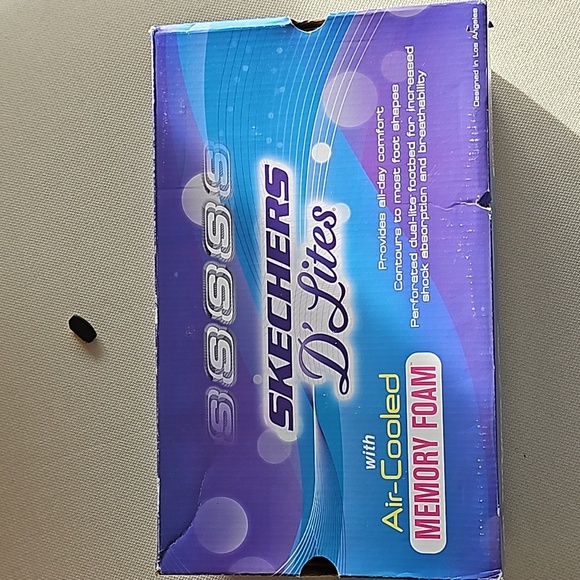 SSSSS
SKECHERS
D'Lites
with
Air-Cooled
MEMORY FOAM
Provides all-day comfort
Contours to most foot shapes
Perforated dual-lite footbed for increased
shock absorption and breathability
Designed in Los Angeles